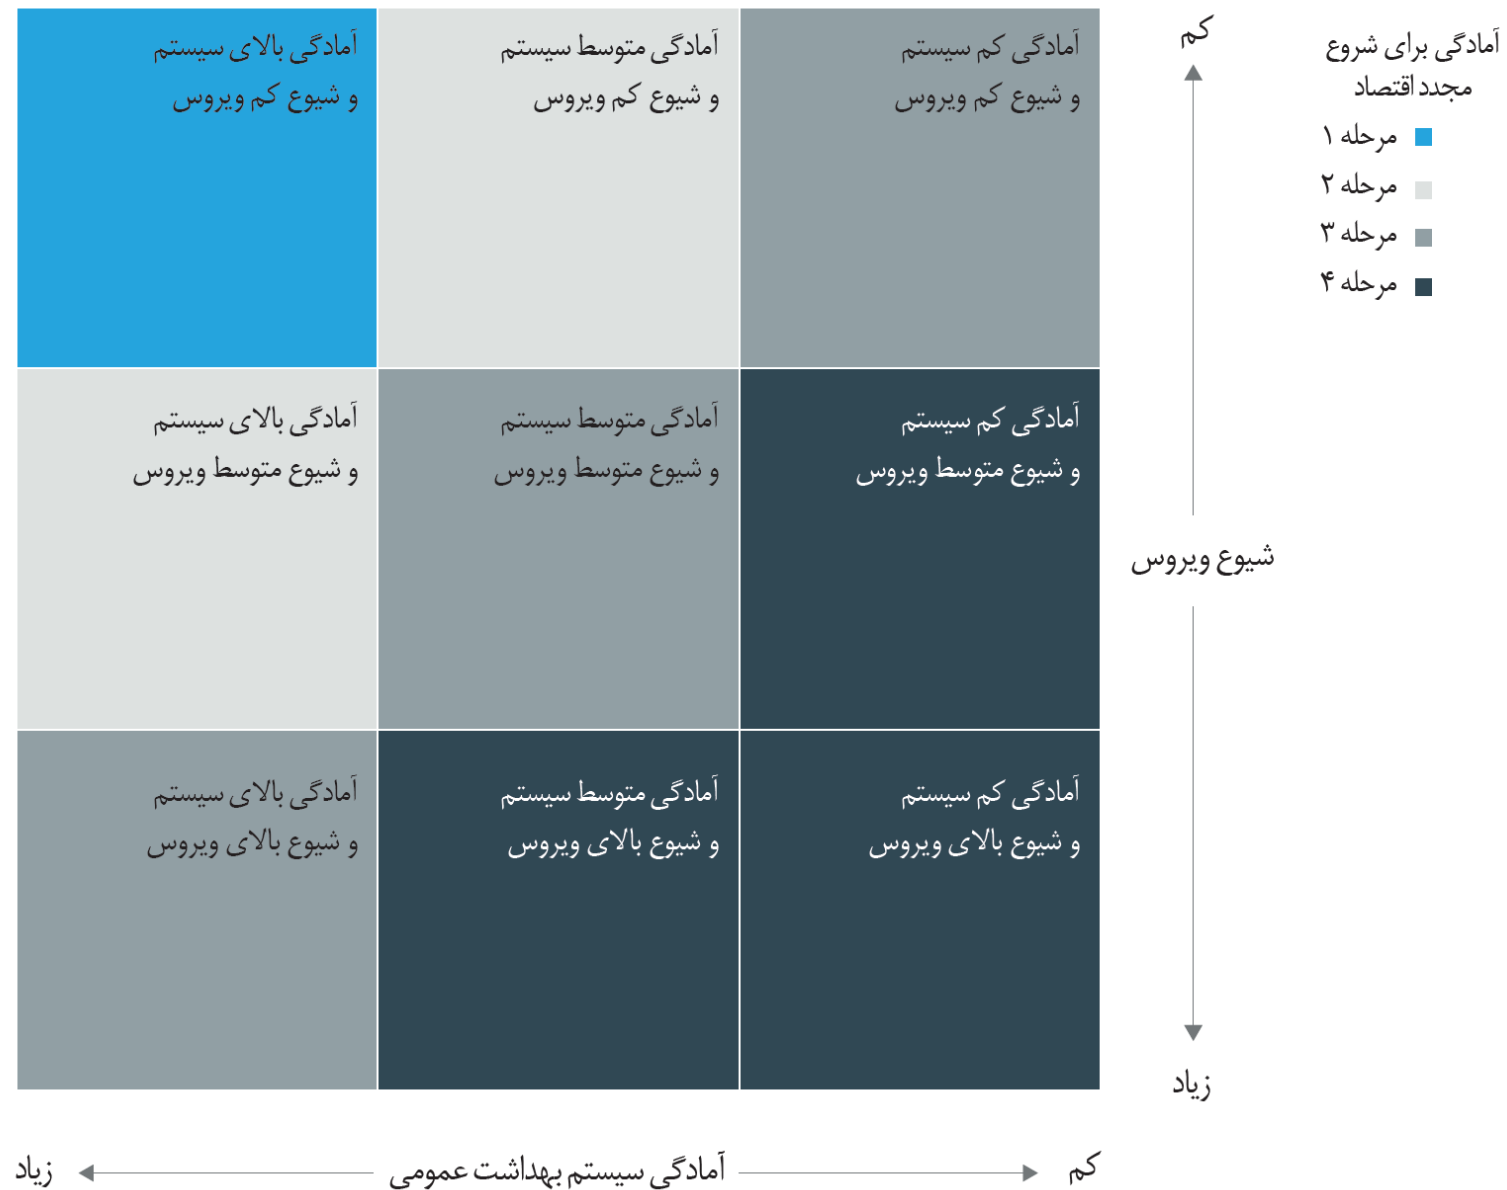 آمادگی برای شروع
مجدد اقتصاد
مرحله ۱
مرحله ۲
مرحله ۳
مرحله ۴
کم
شیوع ویروس
زیاد
آمادگی کم سیستم
و شیوع کم ویروس
آمادگی متوسط سیستم
و شیوع کم ویروس
آمادگی بالای سیستم
و شیوع کم ویروس
آمادگی کم سیستم
و شیوع متوسط ویروس
آمادگی متوسط سیستم
و شیوع متوسط ویروس
آمادگی بالای سیستم
و شیوع متوسط ویروس
آمادگی کم سیستم
و شیوع بالای ویروس
آمادگی متوسط سیستم
و شیوع بالای ویروس
آمادگی بالای سیستم
و شیوع بالای ویروس
کم
آمادگی سیستم بهداشت عمومی
زیاد